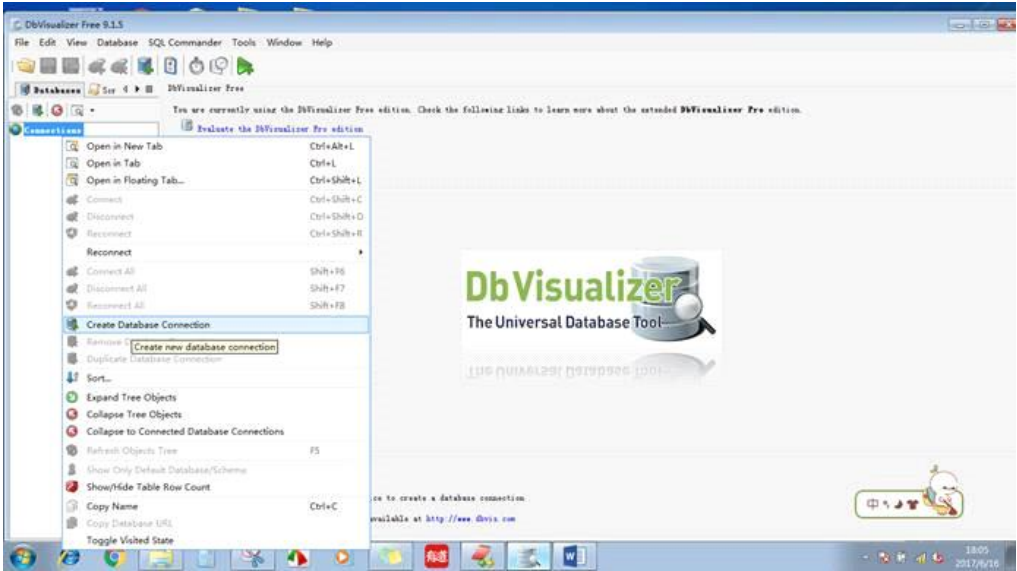 DbVisualizer Free 9.1.5
File Edit View Database SQL Commander Tools Window Help
Databases Scr 4 DbVisualizer Free
You are currently using the DbVisualizer Free edition. Check the following links to learn more about the extended DbVisualizer Pro edition.
Connections
Evaluate the DbVisualizer Pro edition
Open in New Tab Ctrl+Alt+L
Open in Tab Ctrl+L
Open in Floating Tab... Ctrl+Shift+L
Connect Ctrl+Shift+C
Disconnect Ctrl+Shift+D
Reconnect Ctrl+Shift+R
Reconnect
Connect All Shift+F6
Disconnect All Shift+F7
Reconnect All Shift+F8
Create Database Connection
Remove D
Create new database connection
Duplicate Database Connection
Sort...
Expand Tree Objects
Collapse Tree Objects
Collapse to Connected Database Connections
Refresh Objects Tree F5
Show Only Default Database/Schema
Show/Hide Table Row Count
Copy Name Ctrl+C
Copy Database URL
Toggle Visited State
DbVisualizer
The Universal Database Tool
The Universal Database Tool
to create a database connection
available at http://www.dbvis.com
中
有道
W
18:05
2017/6/16